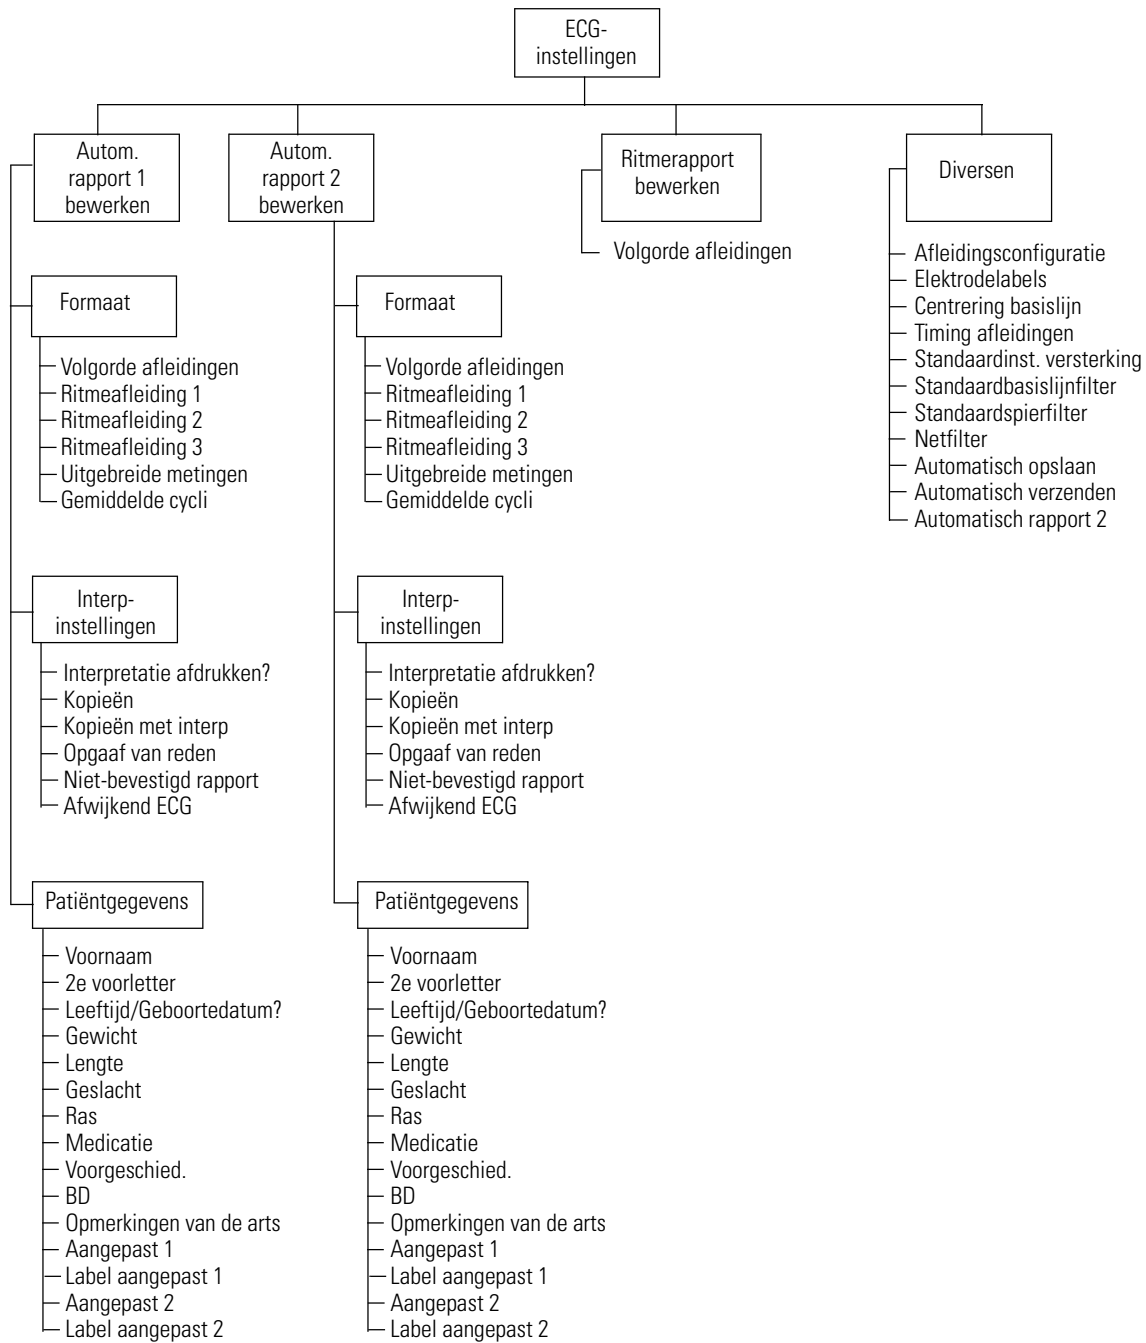 ECG-
instellingen
Autom.
rapport 1
bewerken
Formaat
Volgorde afleidingen
Ritmeafleiding 1
Ritmeafleiding 2
Ritmeafleiding 3
Uitgebreide metingen
Gemiddelde cycli
Interp-
instellingen
Interpretatie afdrukken?
Kopieën
Kopieën met interp
Opgaaf van reden
Niet-bevestigd rapport
Afwijkend ECG
Patiëntgegevens
Voornaam
2e voorletter
Leeftijd/Geboortedatum?
Gewicht
Lengte
Geslacht
Ras
Medicatie
Voorgeschied.
BD
Opmerkingen van de arts
Aangepast 1
Label aangepast 1
Aangepast 2
Label aangepast 2
Autom.
rapport 2
bewerken
Formaat
Volgorde afleidingen
Ritmeafleiding 1
Ritmeafleiding 2
Ritmeafleiding 3
Uitgebreide metingen
Gemiddelde cycli
Interp-
instellingen
Interpretatie afdrukken?
Kopieën
Kopieën met interp
Opgaaf van reden
Niet-bevestigd rapport
Afwijkend ECG
Patiëntgegevens
Voornaam
2e voorletter
Leeftijd/Geboortedatum?
Gewicht
Lengte
Geslacht
Ras
Medicatie
Voorgeschied.
BD
Opmerkingen van de arts
Aangepast 1
Label aangepast 1
Aangepast 2
Label aangepast 2
Ritmerapport
bewerken
Volgorde afleidingen
Diversen
Afleidingsconfiguratie
Elektrodelabels
Centrering basislijn
Timing afleidingen
Standaardinst. versterking
Standaardbasislijnfilter
Standaardspierfilter
Netfilter
Automatisch opslaan
Automatisch verzenden
Automatisch rapport 2